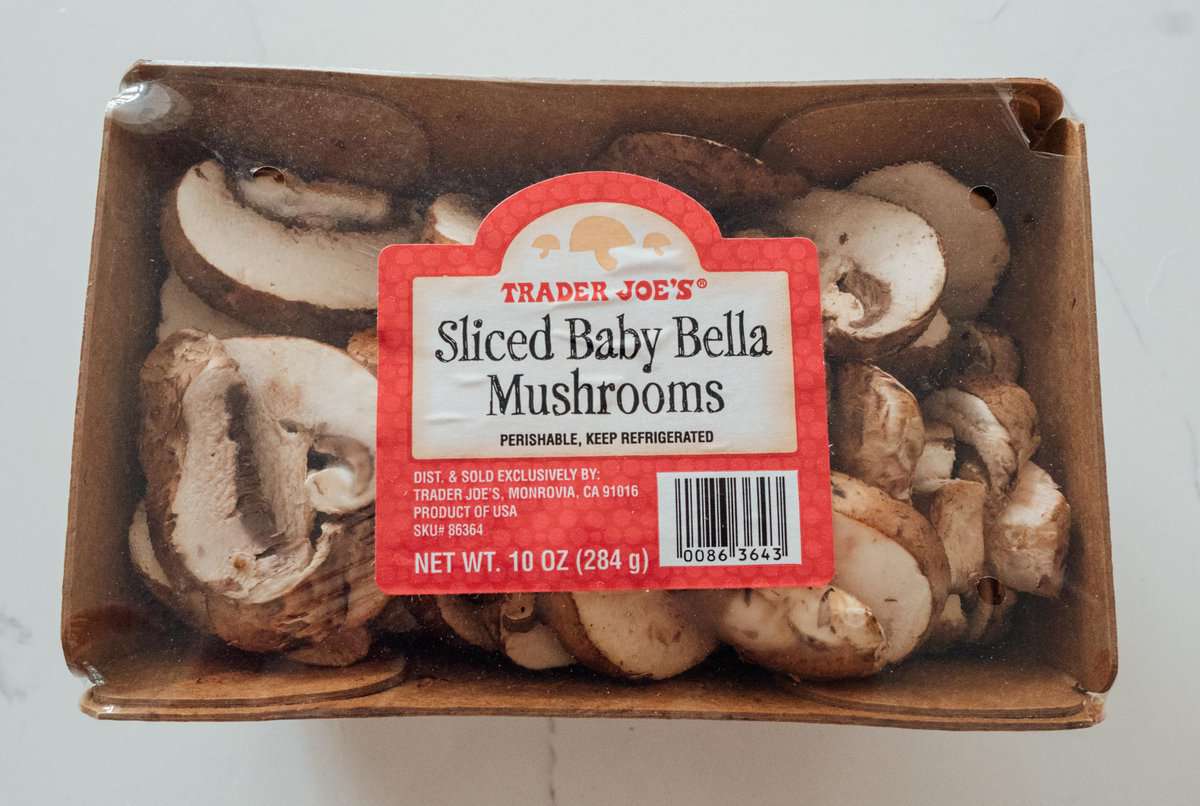 TRADER JOE'S®
Sliced Baby Bella
Mushrooms
PERISHABLE, KEEP REFRIGERATED
DIST. & SOLD EXCLUSIVELY BY:
TRADER JOE'S, MONROVIA, CA 91016
PRODUCT OF USA
SKU# 86364
NET WT. 10 OZ (284 g)
0086 3643